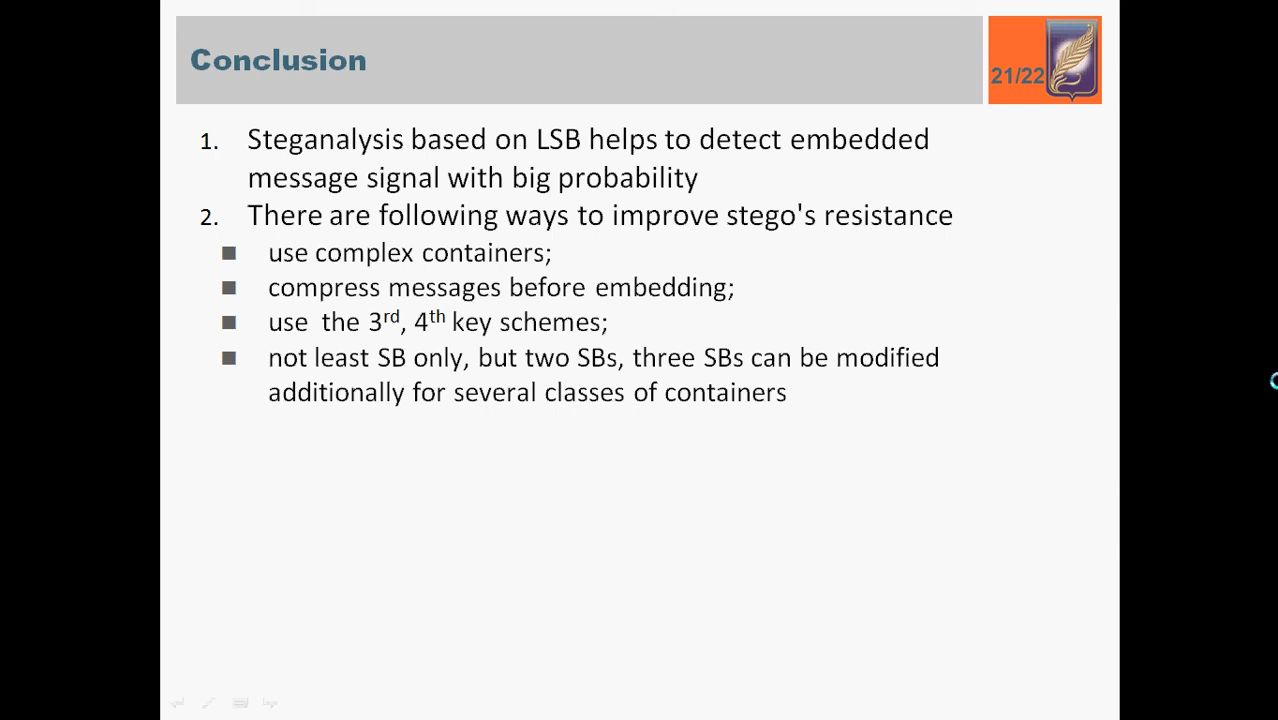 Conclusion
21/22
1. Steganalysis based on LSB helps to detect embedded
message signal with big probability
2. There are following ways to improve stego's resistance
■ use complex containers;
■ compress messages before embedding;
■ use the 3rd, 4th key schemes;
■ not least SB only, but two SBs, three SBs can be modified
additionally for several classes of containers